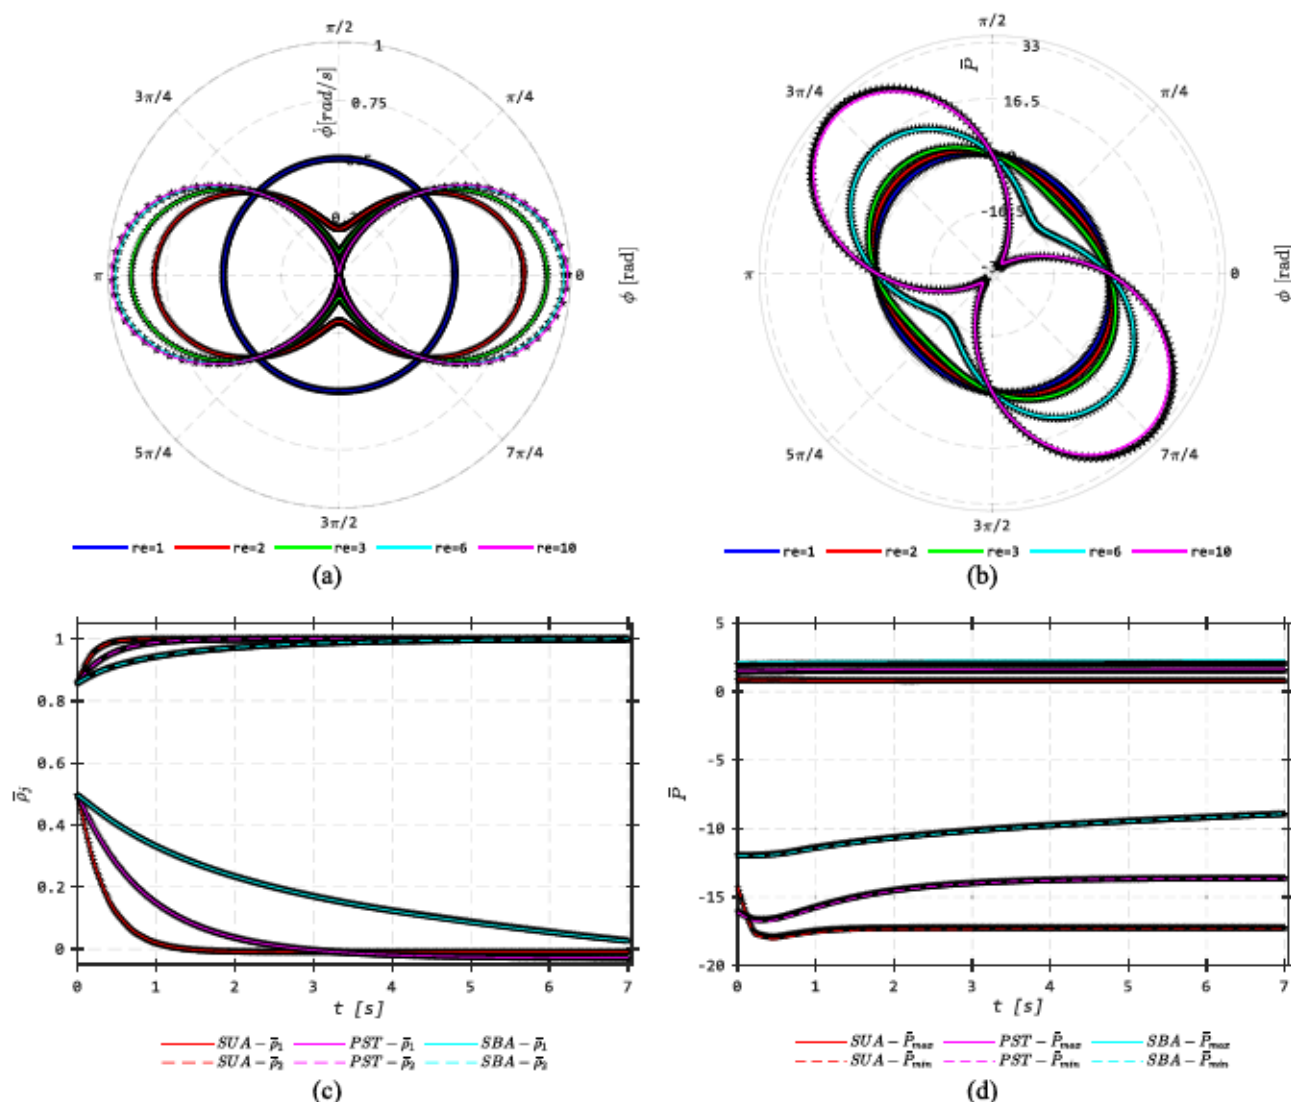 π/2
1
φ̇[rad/s]
3π/4
π/4
0.75
π
0
φ [rad]
5π/4
7π/4
3π/2
re=1 re=2 re=3 re=6 re=10
(a)
π/2
33
P̄
3π/4
π/4
16.5
-16.5
π
0
φ [rad]
5π/4
7π/4
3π/2
re=1 re=2 re=3 re=6 re=10
(b)
1
0.8
0.6
0.4
0.2
0
ρ̄j
0 1 2 3 4 5 6 7
t [s]
SUA - ρ̄1 PST - ρ̄1 SBA - ρ̄1
SUA - ρ̄2 PST - ρ̄2 SBA - ρ̄2
(c)
5
0
-5
-10
-15
-20
P̄
0 1 2 3 4 5 6 7
t [s]
SUA - P̄max PST - P̄max SBA - P̄max
SUA - P̄min PST - P̄min SBA - P̄min
(d)